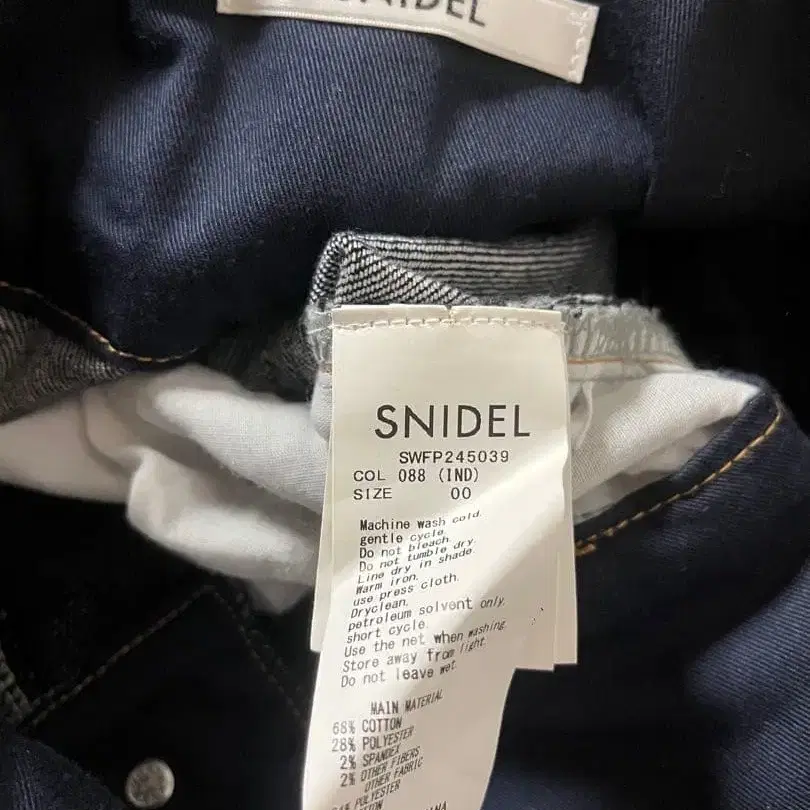 SNIDEL
SNIDEL
SWFP245039
COL 088 (IND)
SIZE 00
Machine wash cold.
gentle cycle.
Do not bleach.
Do not tumble dry.
Line dry in shade.
Warm iron.
use press cloth.
Dryclean.
petroleum solvent only.
short cycle.
Use the net when washing.
Store away from light.
Do not leave wet.
MAIN MATERIAL
68% COTTON
28% POLYESTER
2% SPANDEX
2% OTHER FIBERS
OTHER FABRIC